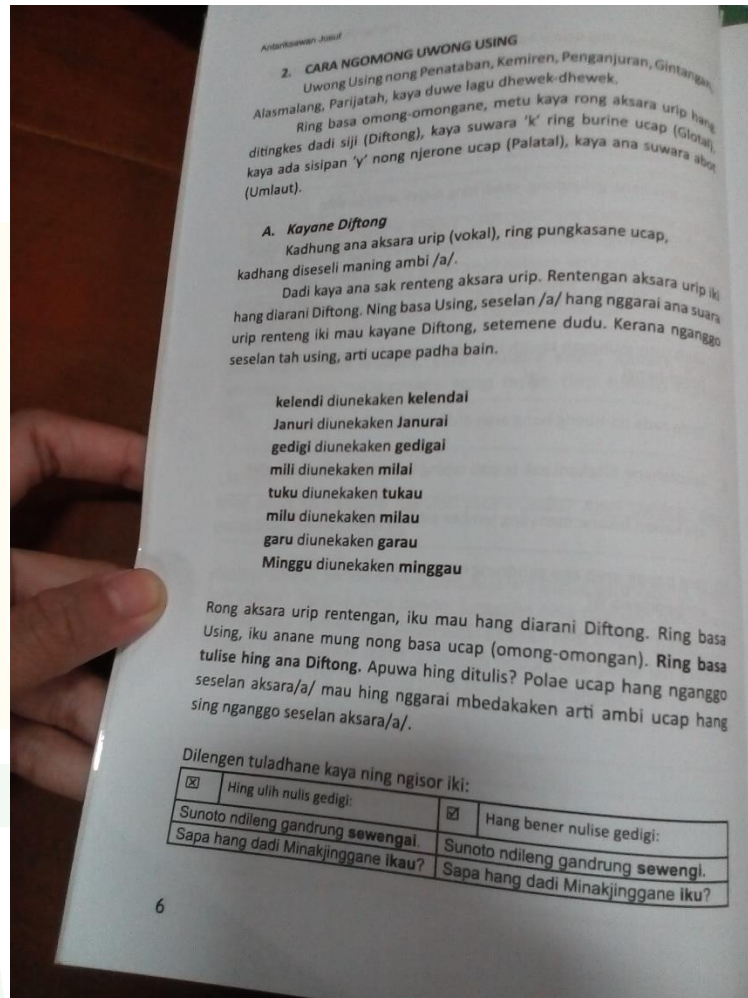 Antariksawan Jusuf
2. CARA NGOMONG UWONG USING
Uwong Using nong Penataban, Kemiren, Penganjuran, Gintangan,
Alasmalang, Parijatah, kaya duwe lagu dhewek-dhewek.
Ring basa omong-omongane, metu kaya rong aksara urip hang
ditingkes dadi siji (Diftong), kaya suwara 'k' ring burine ucap (Glotal),
kaya ada sisipan 'y' nong njerone ucap (Palatal), kaya ana suwara abot
(Umlaut).
A. Kayane Diftong
Kadhung ana aksara urip (vokal), ring pungkasane ucap,
kadhang diseseli maning ambi /a/.
Dadi kaya ana sak renteng aksara urip. Rentengan aksara urip iki
hang diarani Diftong. Ning basa Using, seselan /a/ hang nggarai ana suara
urip renteng iki mau kayane Diftong, setemene dudu. Kerana nganggo
seselan tah using, arti ucape padha bain.
kelendi diunekaken kelendai
Januri diunekaken Janurai
gedigi diunekaken gedigai
mili diunekaken milai
tuku diunekaken tukau
milu diunekaken milau
garu diunekaken garau
Minggu diunekaken minggau
Rong aksara urip rentengan, iku mau hang diarani Diftong. Ring basa
Using, iku anane mung nong basa ucap (omong-omongan). Ring basa
tulise hing ana Diftong. Apuwa hing ditulis? Polae ucap hang nganggo
seselan aksara/a/ mau hing nggarai mbedakaken arti ambi ucap hang
sing nganggo seselan aksara/a/.
Dilengen tuladhane kaya ning ngisor iki:
☒ Hing ulih nulis gedigi: ☑ Hang bener nulise gedigi:
Sunoto ndileng gandrung sewengai. Sunoto ndileng gandrung sewengi.
Sapa hang dadi Minakjinggane ikau? Sapa hang dadi Minakjinggane iku?
6